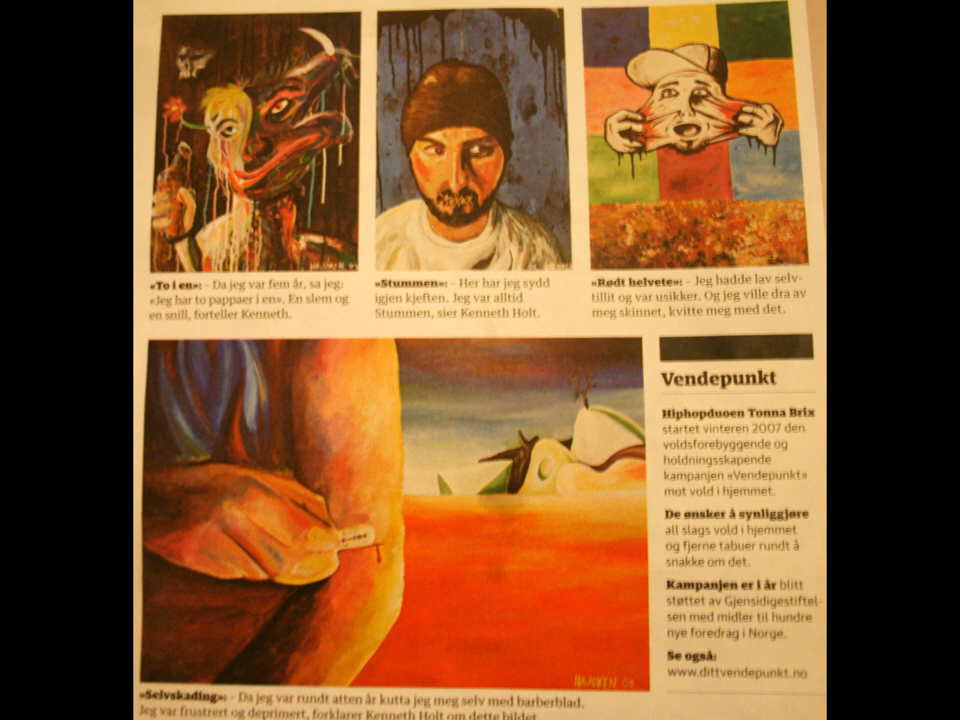 HANKEN 09
«To i en»: – Da jeg var fem år, sa jeg:
«Jeg har to pappaer i en». En slem og
en snill, forteller Kenneth.
«Stummen»: – Her har jeg sydd
igjen kjeften. Jeg var alltid
Stummen, sier Kenneth Holt.
«Rødt helvete»: – Jeg hadde lav selv-
tillit og var usikker. Og jeg ville dra av
meg skinnet, kvitte meg med det.
HANKEN 09
«Selvskading»: – Da jeg var rundt atten år kutta jeg meg selv med barberblad.
Jeg var frustrert og deprimert, forklarer Kenneth Holt om dette bildet.
Vendepunkt
Hiphopduoen Tonna Brix
startet vinteren 2007 den
voldsforebyggende og
holdningsskapende
kampanjen «Vendepunkt»
mot vold i hjemmet.
De ønsker å synliggjøre
all slags vold i hjemmet
og fjerne tabuer rundt å
snakke om det.
Kampanjen er i år blitt
støttet av Gjensidigestiftel-
sen med midler til hundre
nye foredrag i Norge.
Se også:
www.dittvendepunkt.no